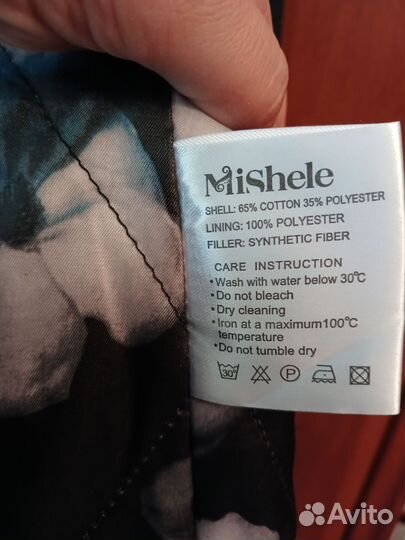 MiShele
SHELL: 65% COTTON 35% POLYESTER
LINING: 100% POLYESTER
FILLER: SYNTHETIC FIBER
CARE INSTRUCTION
•Wash with water below 30℃
•Do not bleach
•Dry cleaning
•Iron at a maximum100℃
temperature
•Do not tumble dry
30°
P
Avito